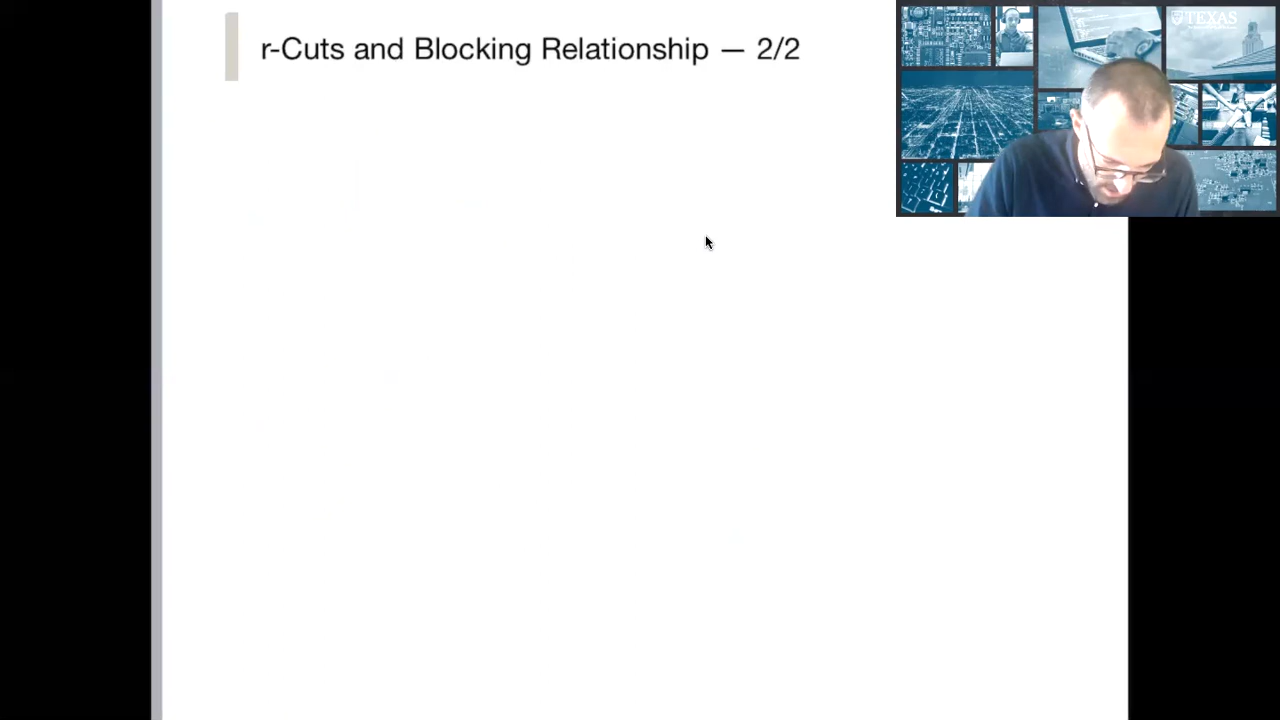 r-Cuts and Blocking Relationship — 2/2
TEXAS